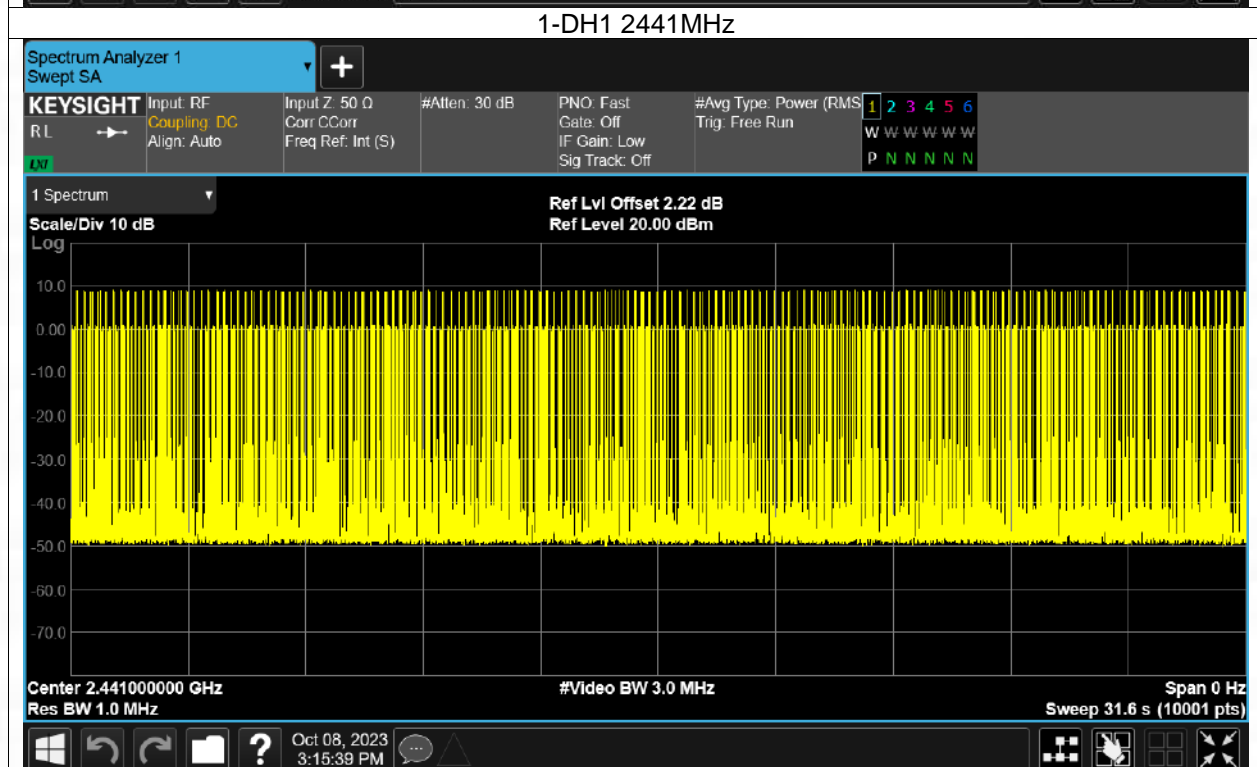 1-DH1 2441MHz
Spectrum Analyzer 1
Swept SA
+
KEYSIGHT Input: RF Input Z: 50 Ω #Atten: 30 dB PNO: Fast #Avg Type: Power (RMS 1 2 3 4 5 6
RL Coupling: DC Corr CCorr Gate: Off Trig: Free Run W W W W W W
Align: Auto Freq Ref: Int (S) IF Gain: Low
LXI Sig Track: Off P N N N N N
1 Spectrum
Ref Lvl Offset 2.22 dB
Scale/Div 10 dB Ref Level 20.00 dBm
Log
10.0
0.00
-10.0
-20.0
-30.0
-40.0
-50.0
-60.0
-70.0
Center 2.441000000 GHz #Video BW 3.0 MHz Span 0 Hz
Res BW 1.0 MHz Sweep 31.6 s (10001 pts)
? Oct 08, 2023
3:15:39 PM